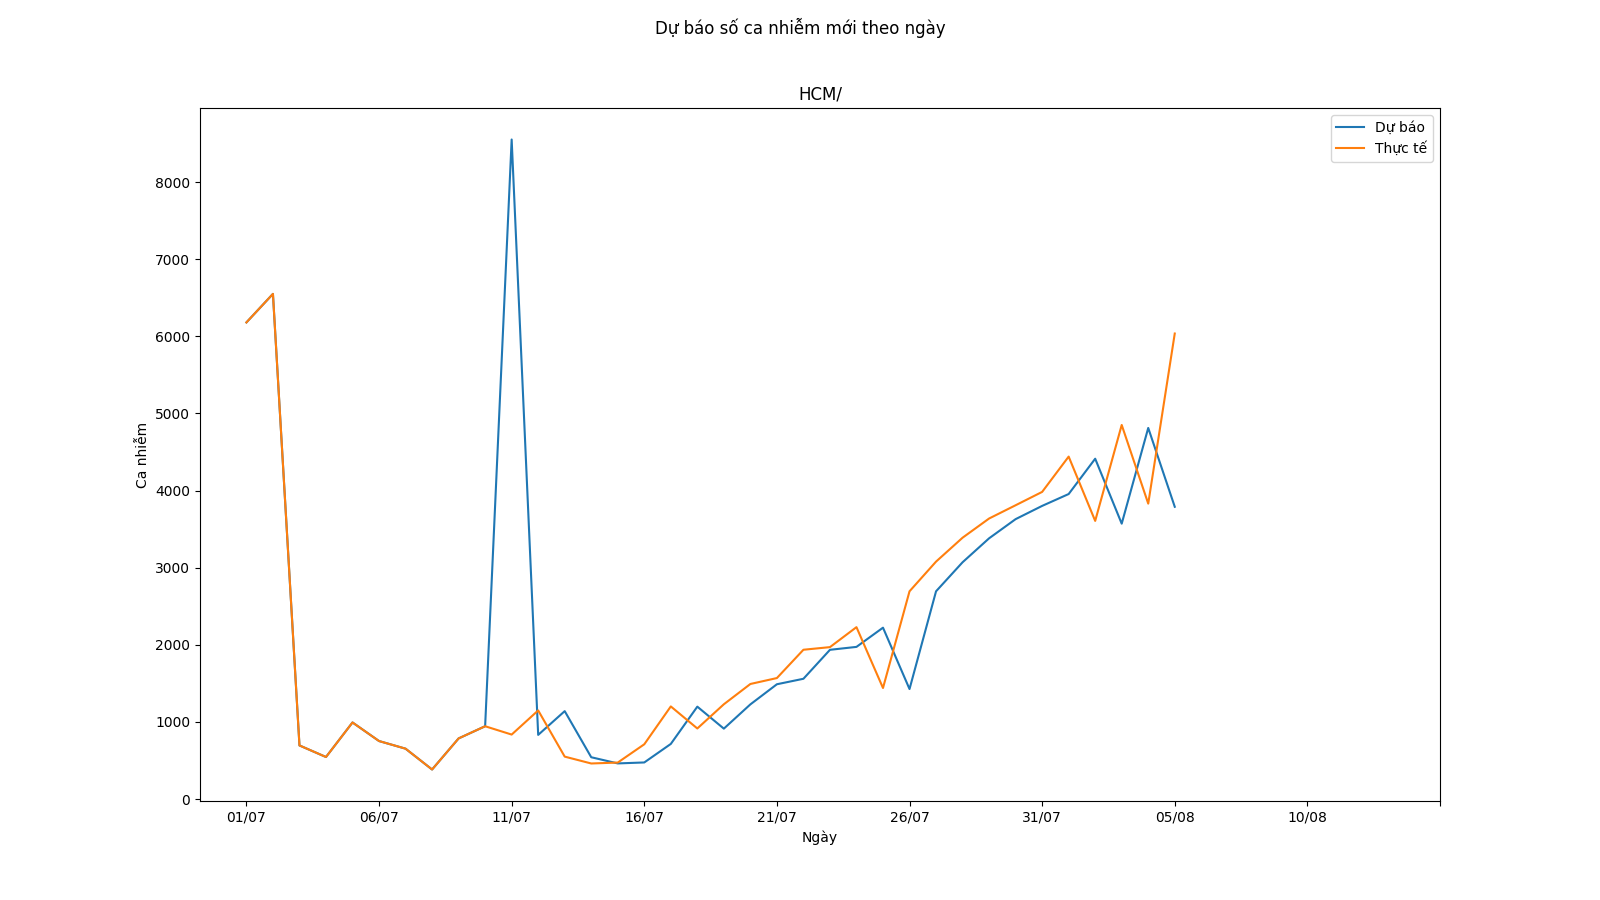 Dự báo số ca nhiễm mới theo ngày
HCM/
Dự báo
Thực tế
8000
7000
6000
5000
4000
3000
2000
1000
0
Ca nhiễm
01/07 06/07 11/07 16/07 21/07 26/07 31/07 05/08 10/08
Ngày